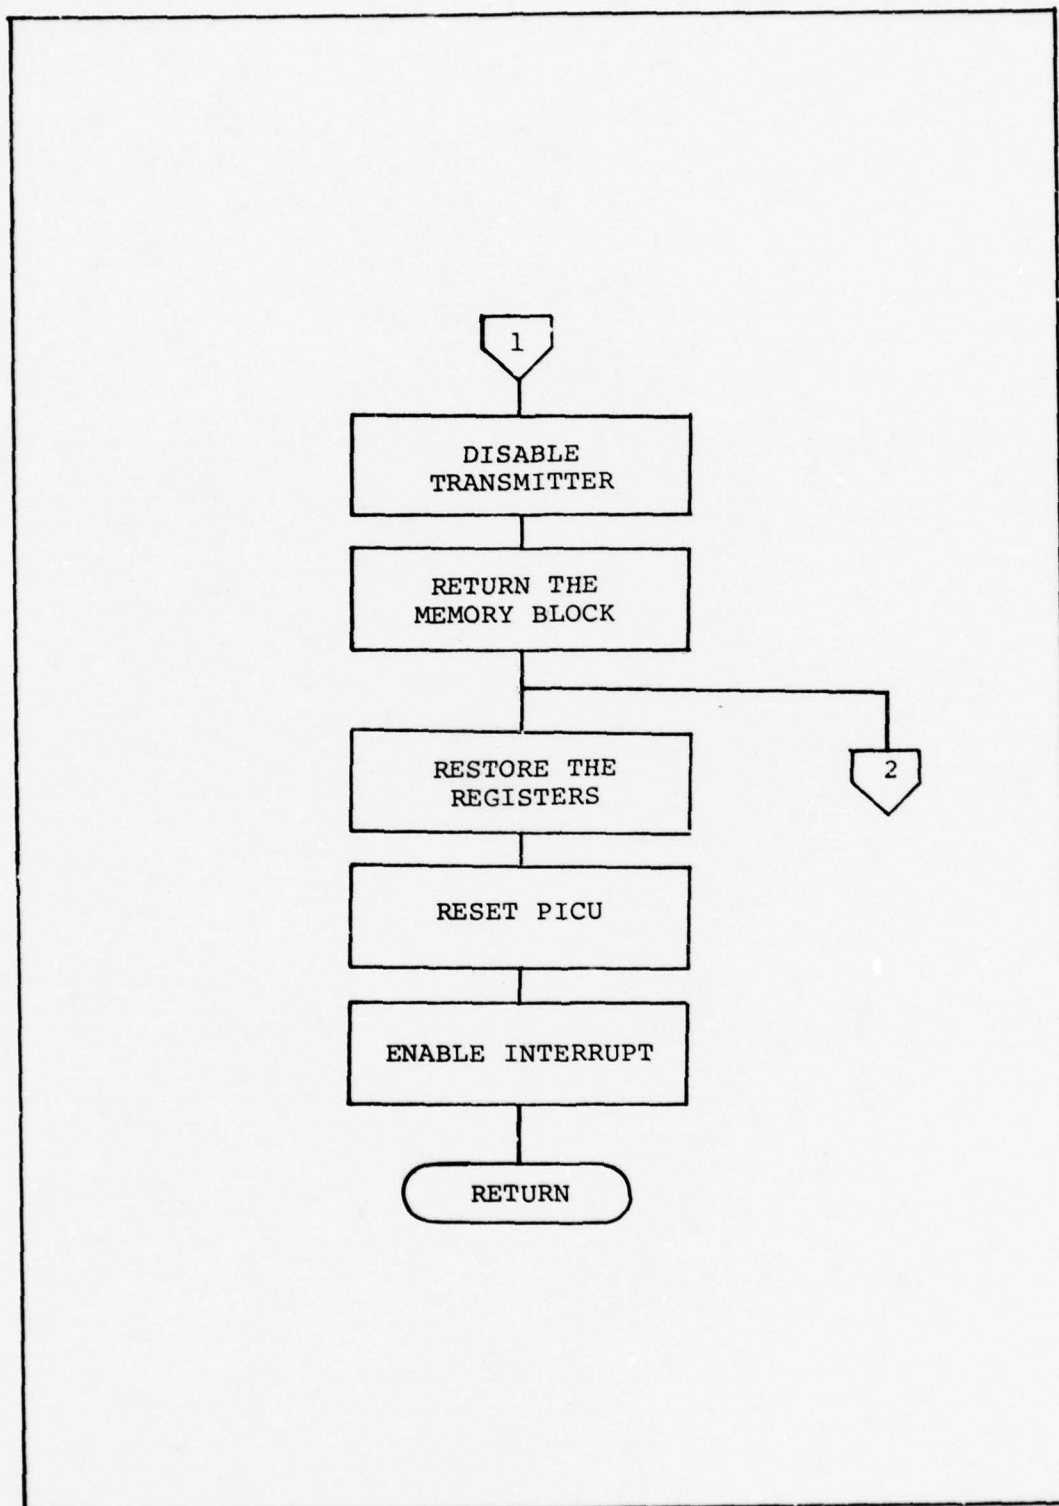 1
DISABLE
TRANSMITTER
RETURN THE
MEMORY BLOCK
RESTORE THE
REGISTERS
2
RESET PICU
ENABLE INTERRUPT
RETURN